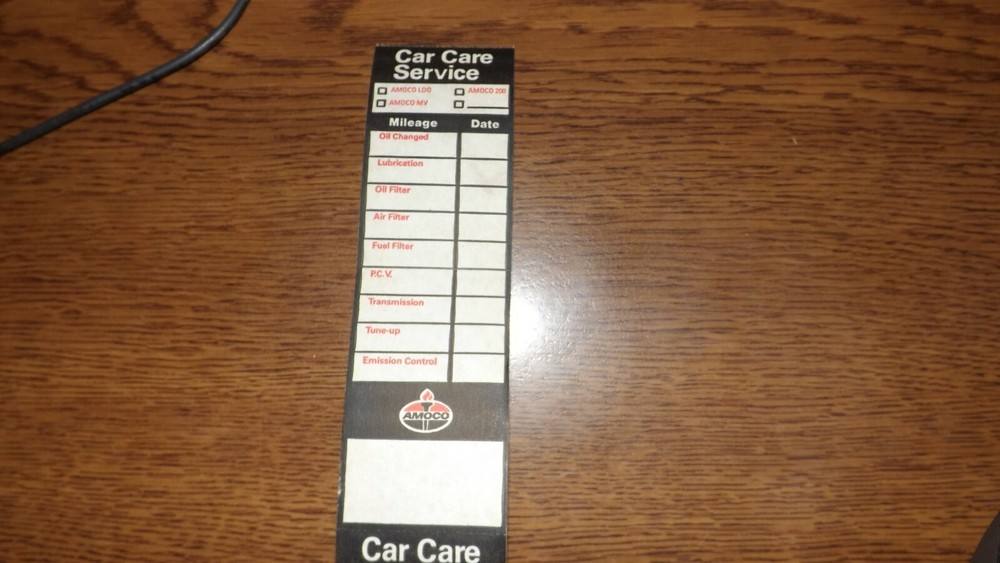 Car Care
Service
AMOCO LDO AMOCO 200
AMOCO MV
Mileage Date
Oil Changed
Lubrication
Oil Filter
Air Filter
Fuel Filter
P.C.V.
Transmission
Tune-up
Emission Control
AMOCO
Car Care